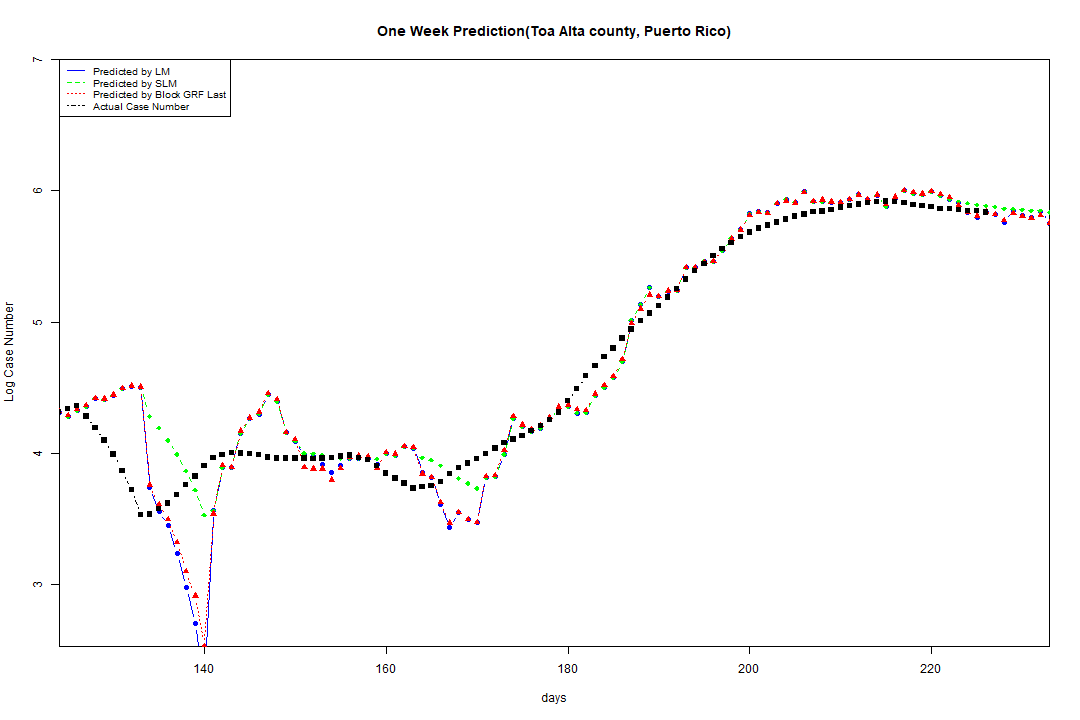 One Week Prediction(Toa Alta county, Puerto Rico)
7
Predicted by LM
Predicted by SLM
Predicted by Block GRF Last
Actual Case Number
6
5
4
3
Log Case Number
140
160
180
200
220
days